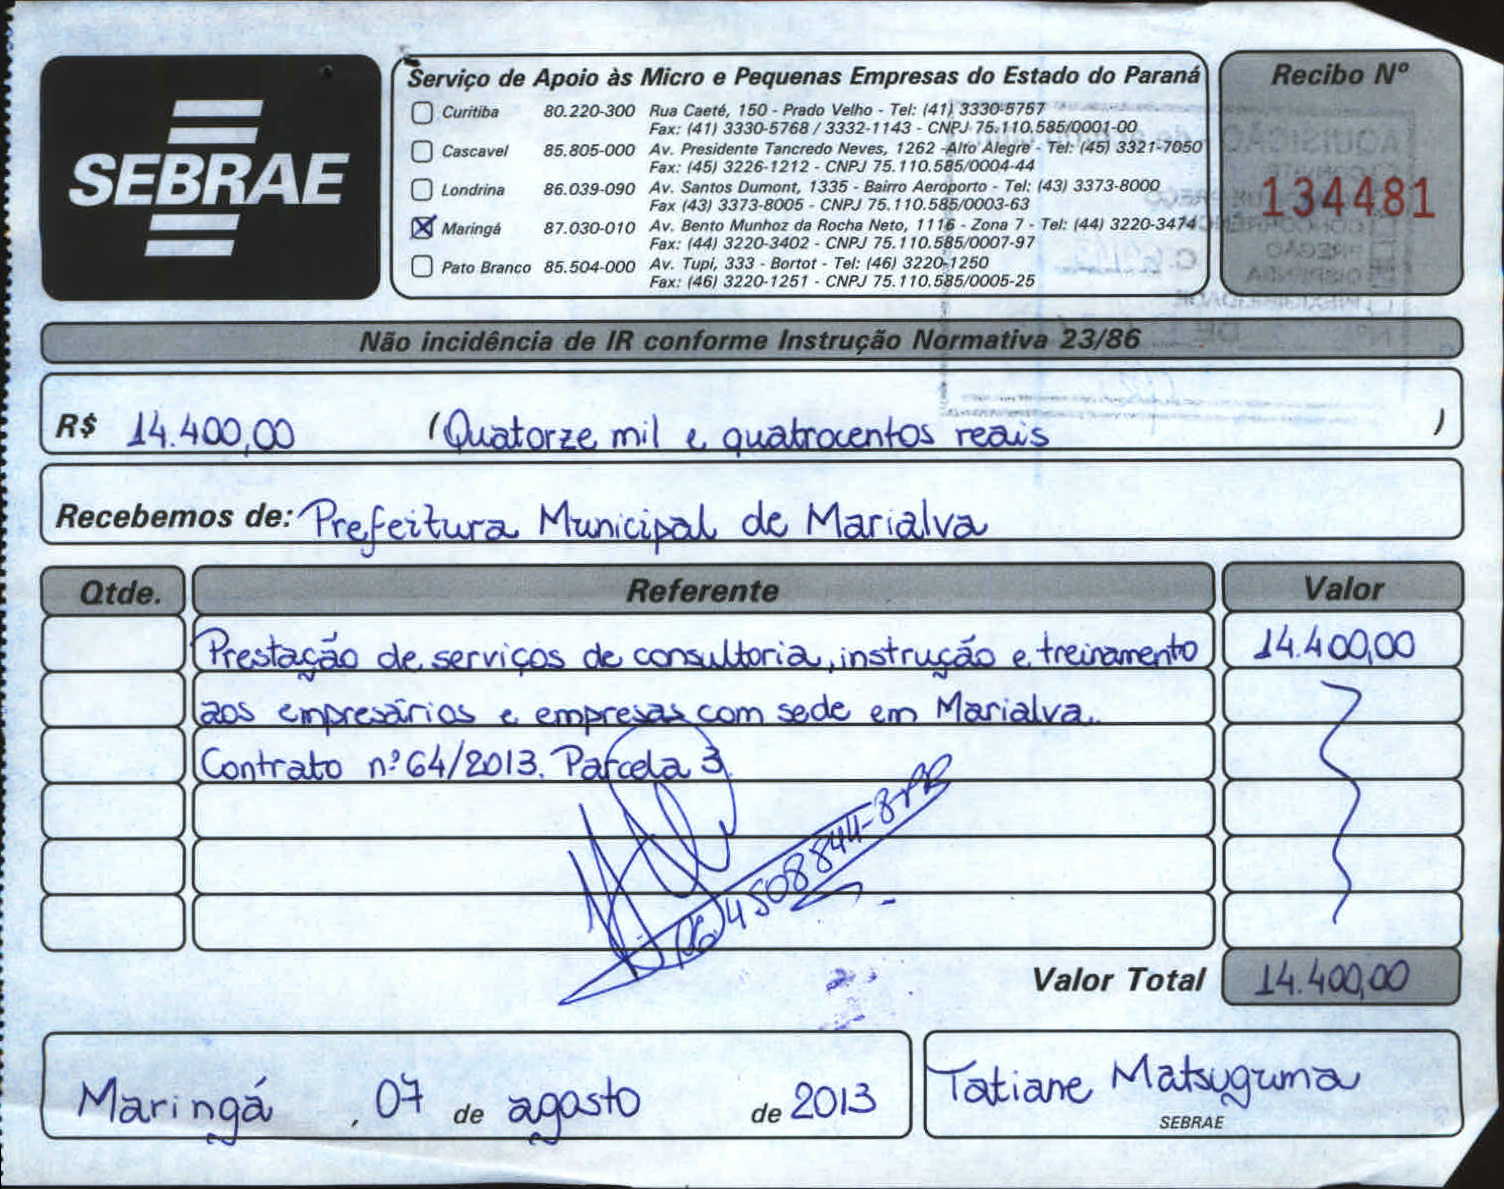 SEBRAE
Serviço de Apoio às Micro e Pequenas Empresas do Estado do Paraná
Curitiba 80.220-300 Rua Caeté, 150 - Prado Velho - Tel: (41) 3330-5757
Fax: (41) 3330-5768 / 3332-1143 - CNPJ 75.110.585/0001-00
Cascavel 85.805-000 Av. Presidente Tancredo Neves, 1262 - Alto Alegre - Tel: (45) 3321-7050
Fax: (45) 3226-1212 - CNPJ 75.110.585/0004-44
Londrina 86.039-090 Av. Santos Dumont, 1335 - Bairro Aeroporto - Tel: (43) 3373-8000
Fax (43) 3373-8005 - CNPJ 75.110.585/0003-63
Maringá 87.030-010 Av. Bento Munhoz da Rocha Neto, 1116 - Zona 7 - Tel: (44) 3220-3474
Fax: (44) 3220-3402 - CNPJ 75.110.585/0007-97
Pato Branco 85.504-000 Av. Tupi, 333 - Bortot - Tel: (46) 3220-1250
Fax: (46) 3220-1251 - CNPJ 75.110.585/0005-25
Recibo Nº
134481
Não incidência de IR conforme Instrução Normativa 23/86
R$ 14.400,00 (Quatorze mil e quatrocentos reais )
Recebemos de: Prefeitura Municipal de Marialva
Qtde. Referente Valor
Prestação de serviços de consultoria, instrução e treinamento 14.400,00
aos empresários e empresas com sede em Marialva.
Contrato nº 64/2013. Parcela 3.
4508844-8 PR
Valor Total 14.400,00
Maringá, 07 de agosto de 2013
Tatiane Matsuguma
SEBRAE